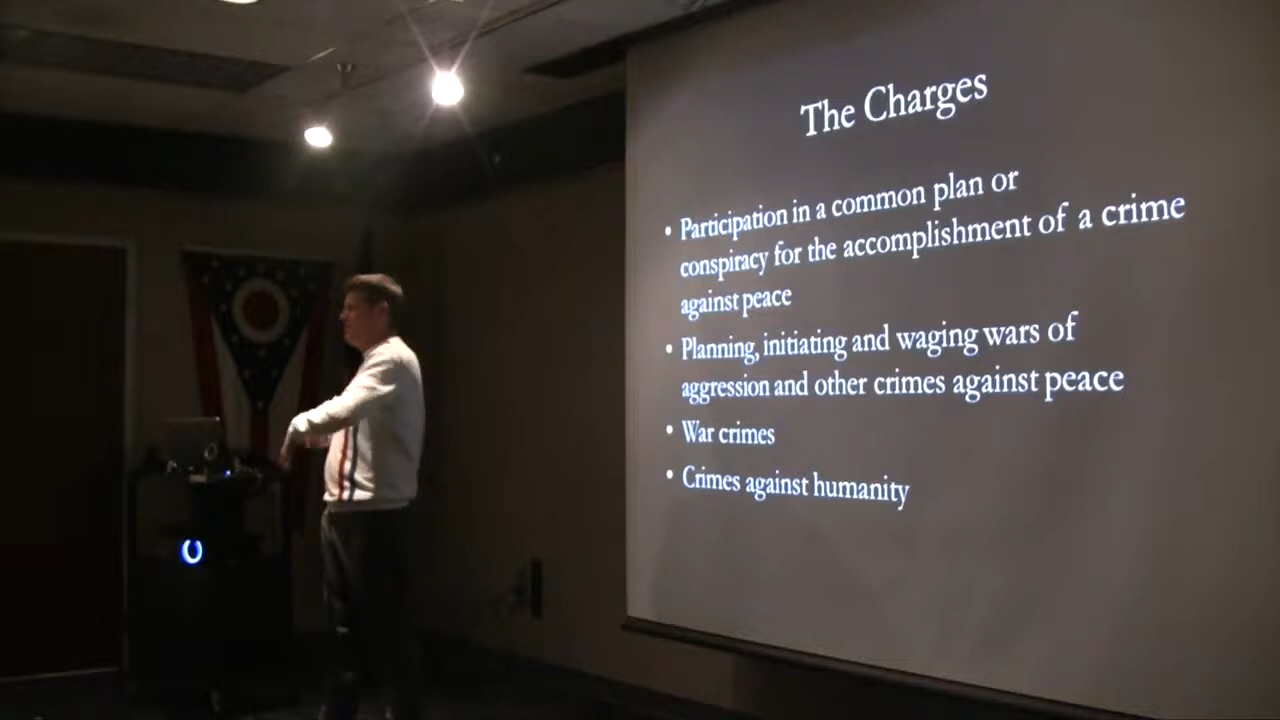 The Charges
• Participation in a common plan or
conspiracy for the accomplishment of a crime
against peace
• Planning, initiating and waging wars of
aggression and other crimes against peace
• War crimes
• Crimes against humanity